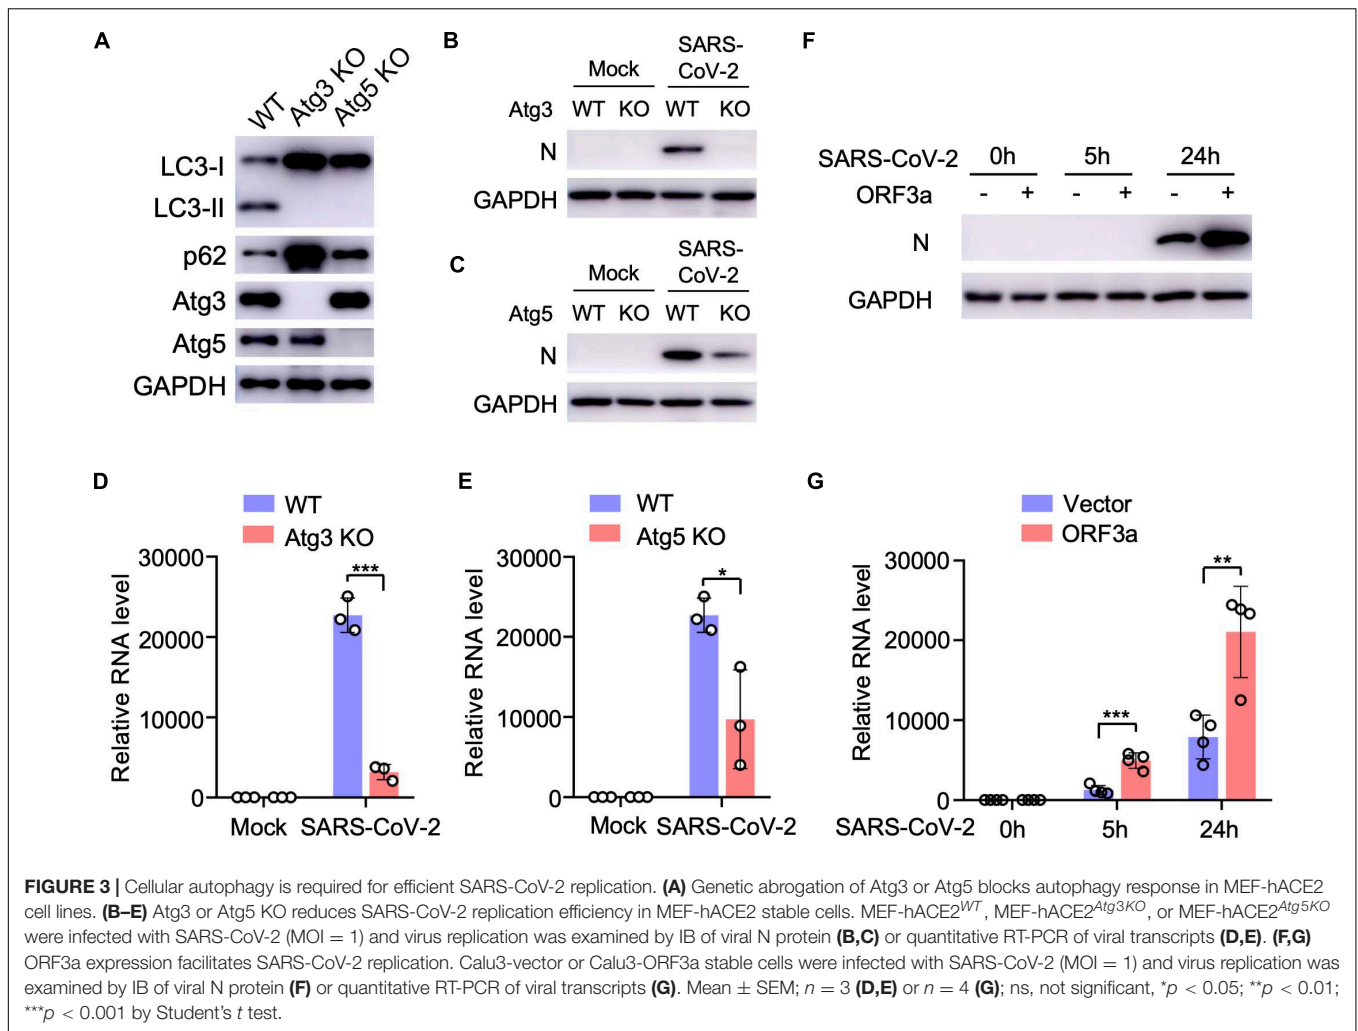 A
WT
Atg3 KO
Atg5 KO
LC3-I
LC3-II
p62
Atg3
Atg5
GAPDH
B
Mock
SARS-
CoV-2
Atg3 WT KO WT KO
N
GAPDH
C
Mock
SARS-
CoV-2
Atg5 WT KO WT KO
N
GAPDH
F
SARS-CoV-2 0h 5h 24h
ORF3a - + - + - +
N
GAPDH
D
WT
Atg3 KO
Relative RNA level
30000
20000
10000
0
***
Mock SARS-CoV-2
E
WT
Atg5 KO
Relative RNA level
30000
20000
10000
0
*
Mock SARS-CoV-2
G
Vector
ORF3a
Relative RNA level
30000
20000
10000
0
***
**
SARS-CoV-2 0h 5h 24h
FIGURE 3 | Cellular autophagy is required for efficient SARS-CoV-2 replication. (A) Genetic abrogation of Atg3 or Atg5 blocks autophagy response in MEF-hACE2
cell lines. (B–E) Atg3 or Atg5 KO reduces SARS-CoV-2 replication efficiency in MEF-hACE2 stable cells. MEF-hACE2WT, MEF-hACE2Atg3KO, or MEF-hACE2Atg5KO
were infected with SARS-CoV-2 (MOI = 1) and virus replication was examined by IB of viral N protein (B,C) or quantitative RT-PCR of viral transcripts (D,E). (F,G)
ORF3a expression facilitates SARS-CoV-2 replication. Calu3-vector or Calu3-ORF3a stable cells were infected with SARS-CoV-2 (MOI = 1) and virus replication was
examined by IB of viral N protein (F) or quantitative RT-PCR of viral transcripts (G). Mean ± SEM; n = 3 (D,E) or n = 4 (G); ns, not significant, *p < 0.05; **p < 0.01;
***p < 0.001 by Student's t test.